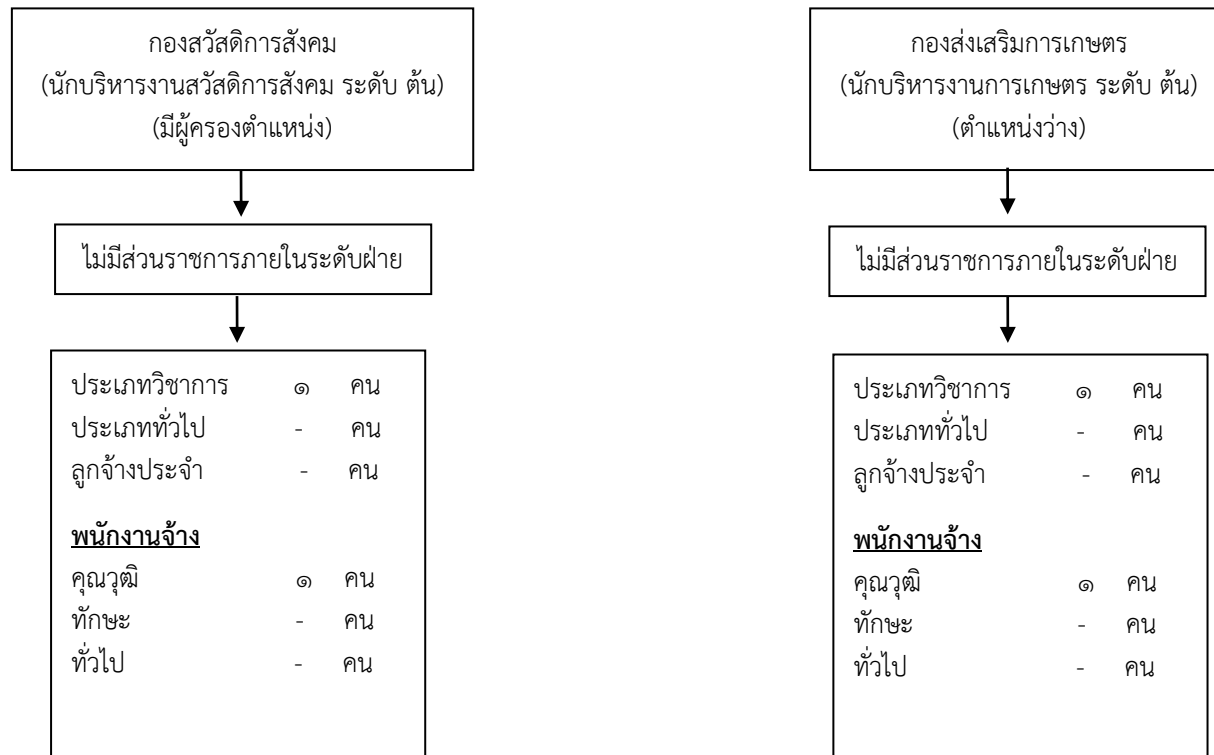 กองสวัสดิการสังคม
(นักบริหารงานสวัสดิการสังคม ระดับ ต้น)
(มีผู้ครองตำแหน่ง)
ไม่มีส่วนราชการภายในระดับฝ่าย
ประเภทวิชาการ ๑ คน
ประเภททั่วไป - คน
ลูกจ้างประจำ - คน
พนักงานจ้าง
คุณวุฒิ ๑ คน
ทักษะ - คน
ทั่วไป - คน
กองส่งเสริมการเกษตร
(นักบริหารงานการเกษตร ระดับ ต้น)
(ตำแหน่งว่าง)
ไม่มีส่วนราชการภายในระดับฝ่าย
ประเภทวิชาการ ๑ คน
ประเภททั่วไป - คน
ลูกจ้างประจำ - คน
พนักงานจ้าง
คุณวุฒิ ๑ คน
ทักษะ - คน
ทั่วไป - คน